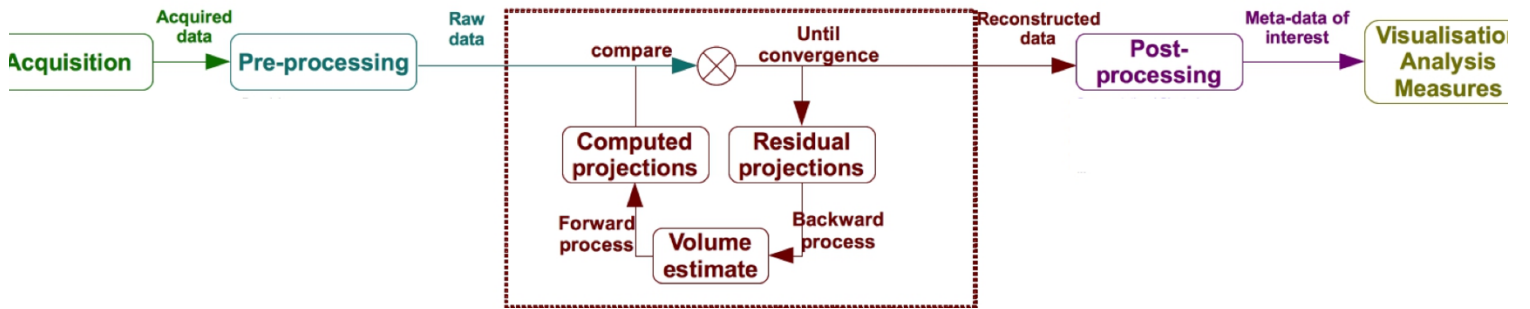 Acquired
data
Raw
data
Until
convergence
compare
Reconstructed
data
Meta-data of
interest
Acquisition
Pre-processing
Post-
processing
Visualisation
Analysis
Measures
Computed
projections
Residual
projections
Forward
process
Backward
process
Volume
estimate